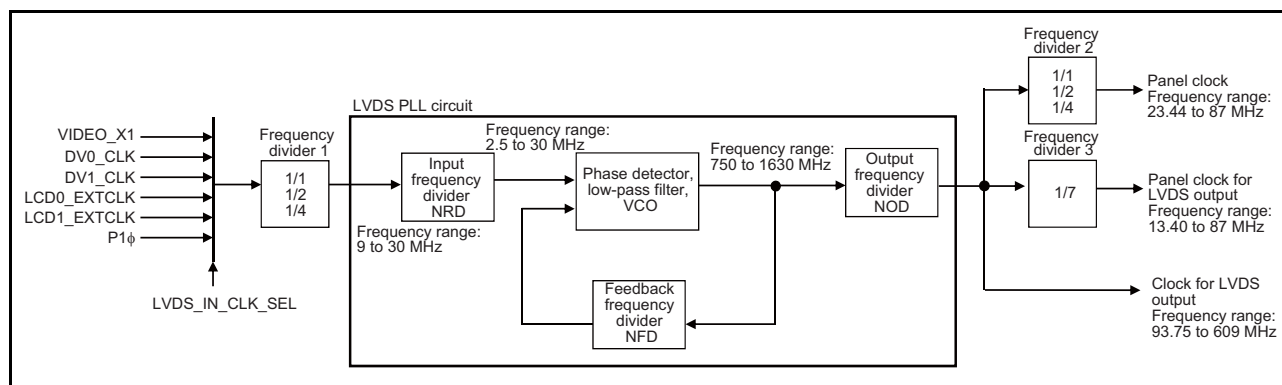 VIDEO_X1
DV0_CLK
DV1_CLK
LCD0_EXTCLK
LCD1_EXTCLK
P1ϕ
LVDS_IN_CLK_SEL
Frequency
divider 1
1/1
1/2
1/4
LVDS PLL circuit
Input
frequency
divider
NRD
Frequency range:
9 to 30 MHz
Frequency range:
2.5 to 30 MHz
Phase detector,
low-pass filter,
VCO
Feedback
frequency
divider
NFD
Frequency range:
750 to 1630 MHz
Output
frequency
divider
NOD
Frequency
divider 2
1/1
1/2
1/4
Panel clock
Frequency range:
23.44 to 87 MHz
Frequency
divider 3
1/7
Panel clock for
LVDS output
Frequency range:
13.40 to 87 MHz
Clock for LVDS
output
Frequency range:
93.75 to 609 MHz